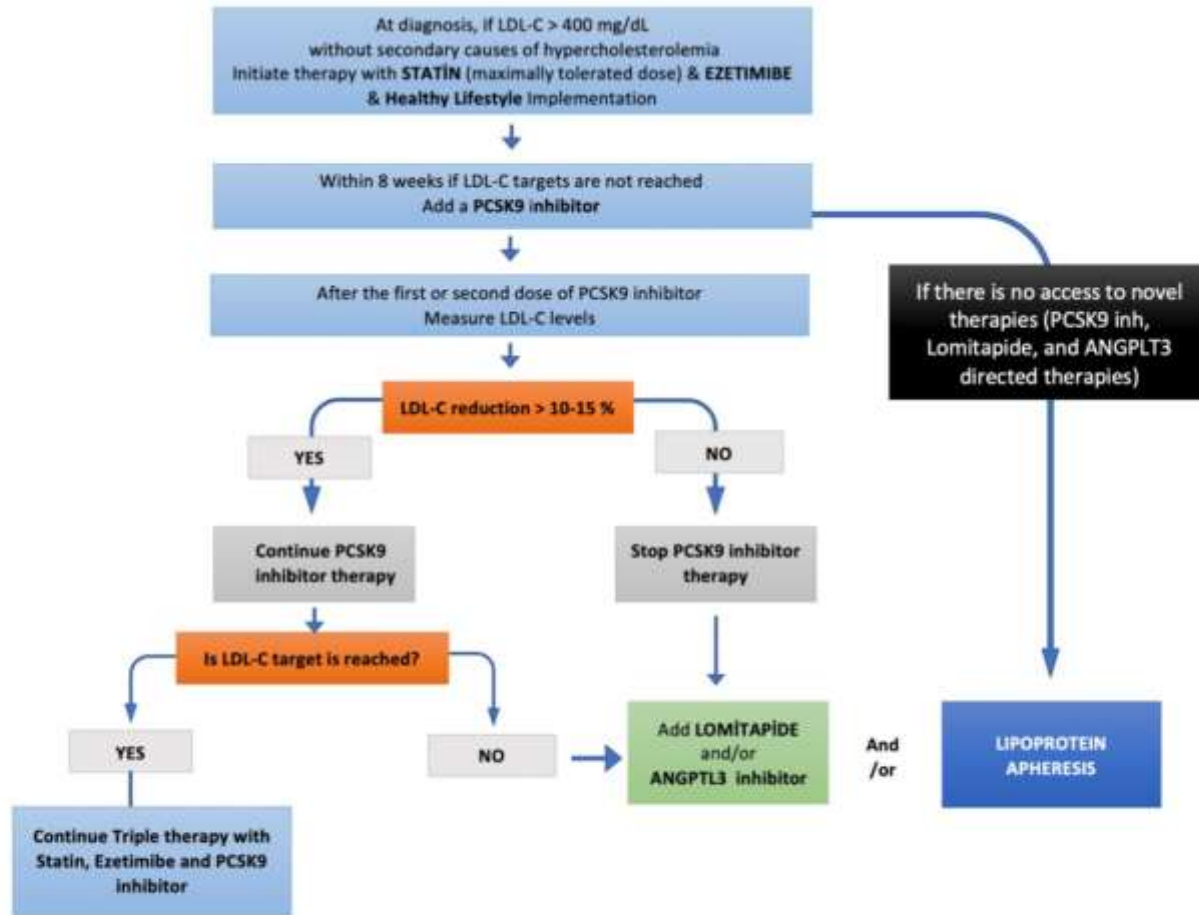 At diagnosis, if LDL-C > 400 mg/dL
without secondary causes of hypercholesterolemia
Initiate therapy with STATİN (maximally tolerated dose) & EZETIMIBE
& Healthy Lifestyle Implementation
Within 8 weeks if LDL-C targets are not reached
Add a PCSK9 inhibitor
After the first or second dose of PCSK9 inhibitor
Measure LDL-C levels
If there is no access to novel
therapies (PCSK9 inh,
Lomitapide, and ANGPLT3
directed therapies)
LDL-C reduction > 10-15 %
YES
NO
Continue PCSK9
inhibitor therapy
Stop PCSK9 inhibitor
therapy
Is LDL-C target is reached?
YES
NO
Add LOMİTAPİDE
and/or
ANGPTL3 inhibitor
And
/or
LIPOPROTEIN
APHERESIS
Continue Triple therapy with
Statin, Ezetimibe and PCSK9
inhibitor